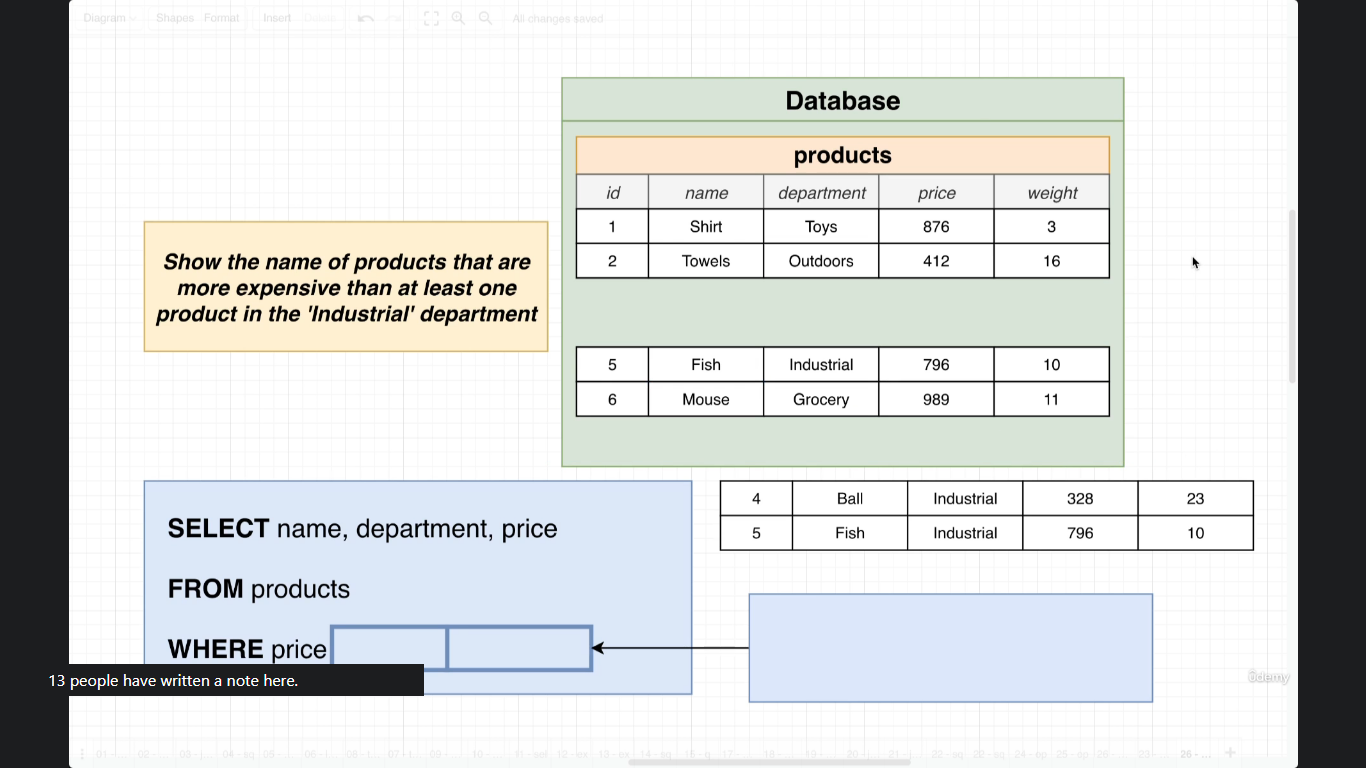 Diagram Shapes Format Insert Delete All changes saved
Database
products
id name department price weight
1 Shirt Toys 876 3
2 Towels Outdoors 412 16
Show the name of products that are
more expensive than at least one
product in the 'Industrial' department
5 Fish Industrial 796 10
6 Mouse Grocery 989 11
4 Ball Industrial 328 23
5 Fish Industrial 796 10
SELECT name, department, price
FROM products
WHERE price
13 people have written a note here.
ûdemy